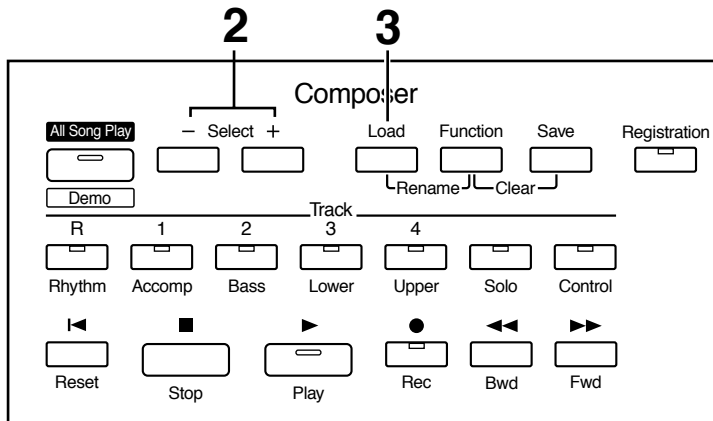 2 3
Composer
All Song Play − Select + Load Function Save Registration
Demo Rename Clear
Track
R 1 2 3 4
Rhythm Accomp Bass Lower Upper Solo Control
Reset Stop Play Rec Bwd Fwd